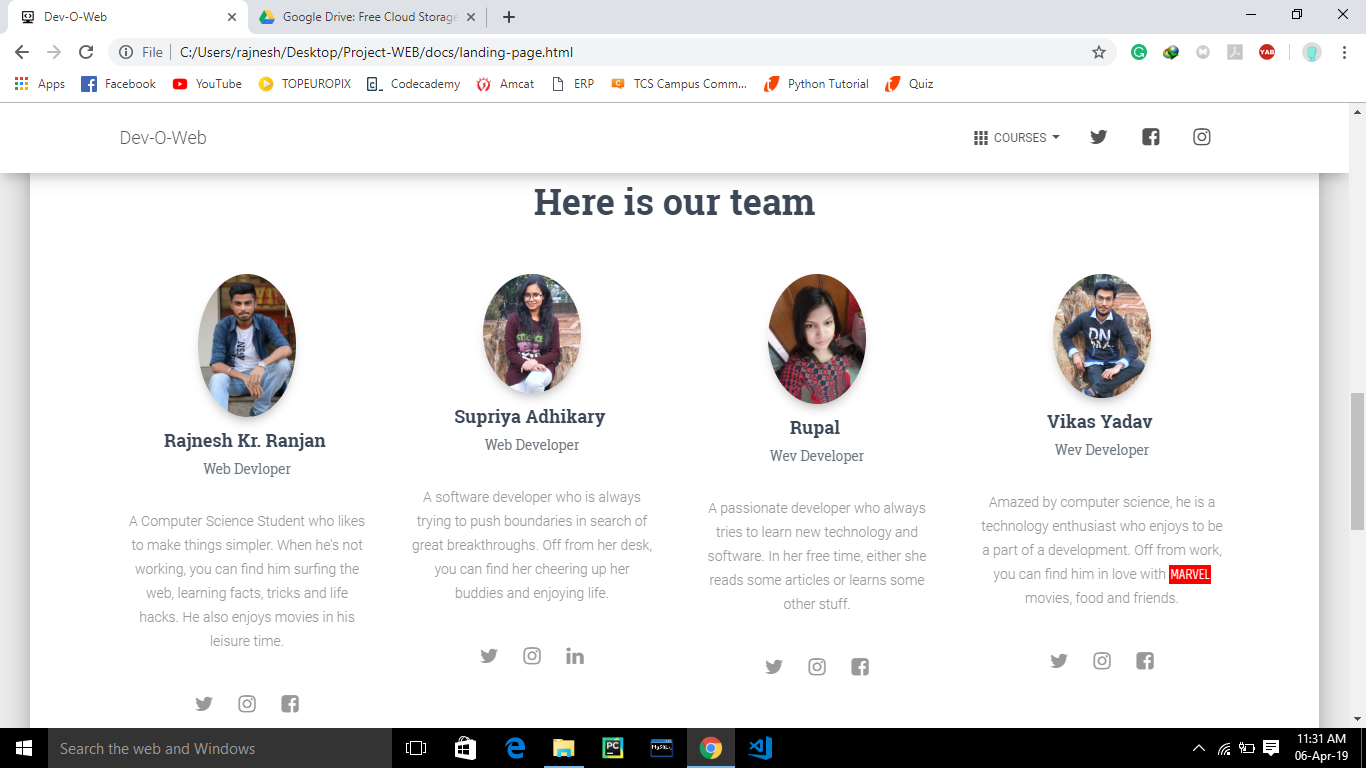 Dev-O-Web
Google Drive: Free Cloud Storage
File
C:/Users/rajnesh/Desktop/Project-WEB/docs/landing-page.html
YAB
Apps Facebook YouTube TOPEUROPIX Codecademy Amcat ERP TCS Campus Comm... Python Tutorial Quiz
Dev-O-Web
COURSES
Here is our team
Rajnesh Kr. Ranjan
Web Devloper
A Computer Science Student who likes
to make things simpler. When he's not
working, you can find him surfing the
web, learning facts, tricks and life
hacks. He also enjoys movies in his
leisure time.
Supriya Adhikary
Web Developer
A software developer who is always
trying to push boundaries in search of
great breakthroughs. Off from her desk,
you can find her cheering up her
buddies and enjoying life.
Rupal
Wev Developer
A passionate developer who always
tries to learn new technology and
software. In her free time, either she
reads some articles or learns some
other stuff.
Vikas Yadav
Wev Developer
Amazed by computer science, he is a
technology enthusiast who enjoys to be
a part of a development. Off from work,
you can find him in love with MARVEL
movies, food and friends.
Search the web and Windows
PC
MySQL
11:31 AM
06-Apr-19